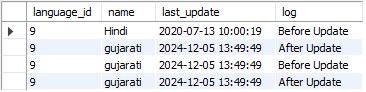 language_id name last_update log
9 Hindi 2020-07-13 10:00:19 Before Update
9 gujarati 2024-12-05 13:49:49 After Update
9 gujarati 2024-12-05 13:49:49 Before Update
9 gujarati 2024-12-05 13:49:49 After Update